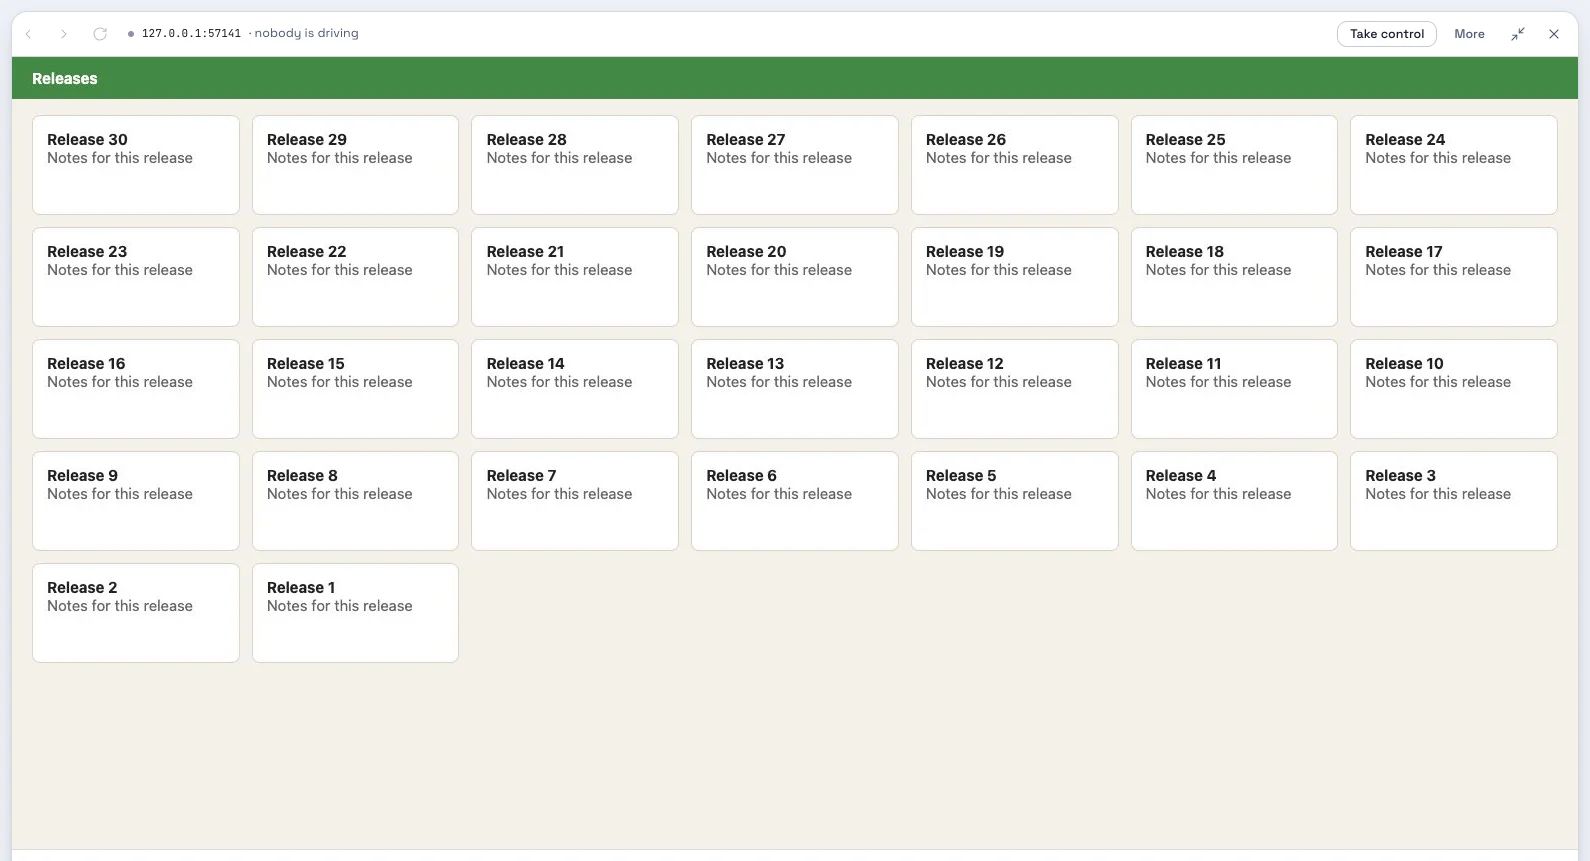 127.0.0.1:57141 · nobody is driving Take control More
Releases
Release 30 Release 29 Release 28 Release 27 Release 26 Release 25 Release 24
Notes for this release Notes for this release Notes for this release Notes for this release Notes for this release Notes for this release Notes for this release
Release 23 Release 22 Release 21 Release 20 Release 19 Release 18 Release 17
Notes for this release Notes for this release Notes for this release Notes for this release Notes for this release Notes for this release Notes for this release
Release 16 Release 15 Release 14 Release 13 Release 12 Release 11 Release 10
Notes for this release Notes for this release Notes for this release Notes for this release Notes for this release Notes for this release Notes for this release
Release 9 Release 8 Release 7 Release 6 Release 5 Release 4 Release 3
Notes for this release Notes for this release Notes for this release Notes for this release Notes for this release Notes for this release Notes for this release
Release 2 Release 1
Notes for this release Notes for this release